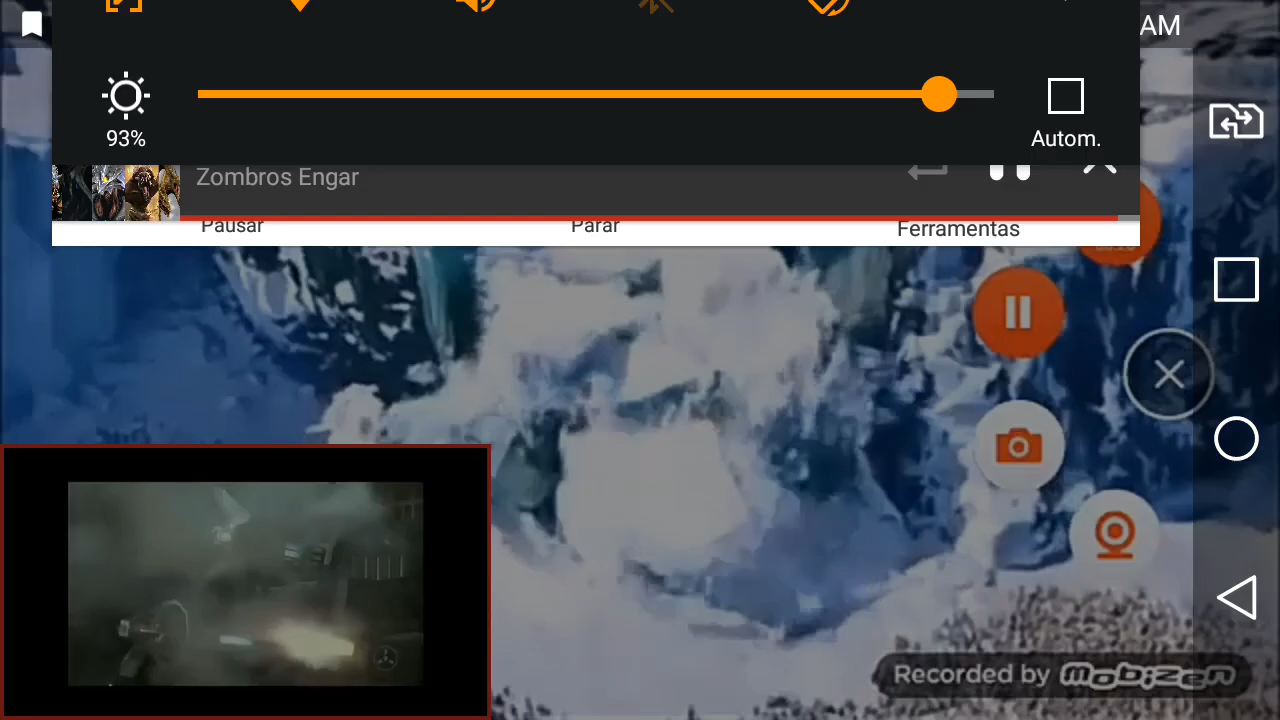 AM
93%
Autom.
Zombros Engar
Pausar
Parar
Ferramentas
Recorded by Mobizen